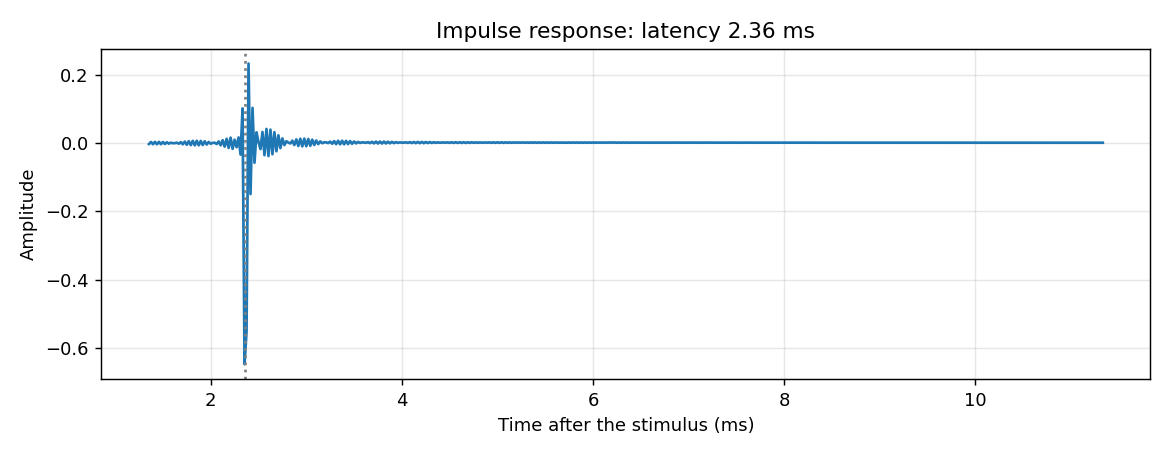 Impulse response: latency 2.36 ms
0.2
0.0
−0.2
−0.4
−0.6
Amplitude
2 4 6 8 10
Time after the stimulus (ms)